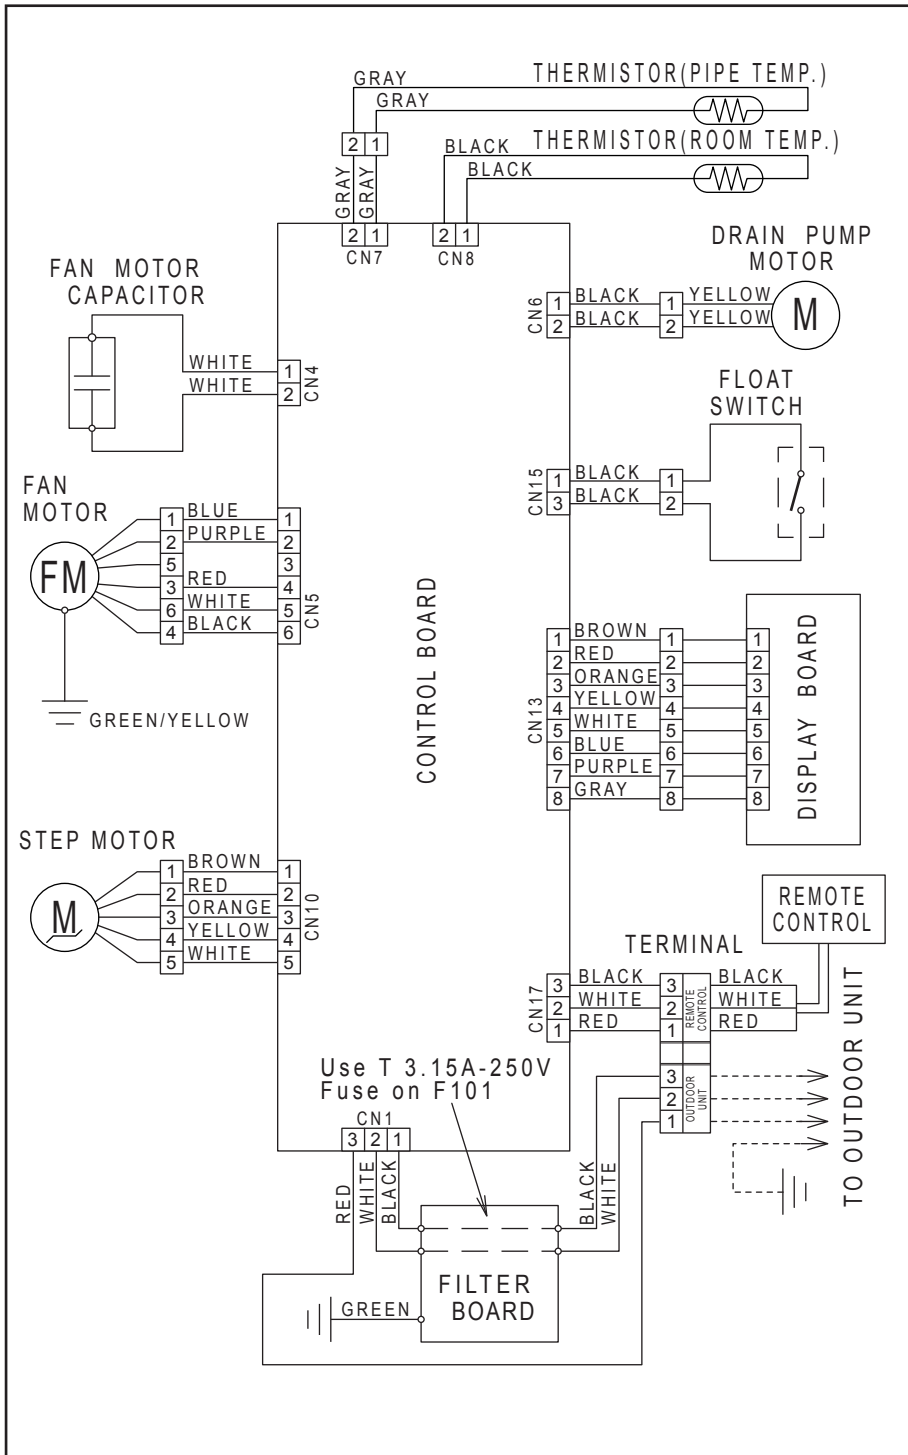 GRAY
THERMISTOR(PIPE TEMP.)
GRAY
2 1
BLACK
THERMISTOR(ROOM TEMP.)
BLACK
GRAY
GRAY
2 1
CN7
2 1
CN8
DRAIN PUMP
MOTOR
CN6
1 BLACK 1 YELLOW
2 BLACK 2 YELLOW
M
FAN MOTOR
CAPACITOR
WHITE 1
WHITE 2
CN4
FLOAT
SWITCH
CN15
1 BLACK 1
3 BLACK 2
FAN
MOTOR
FM
1 BLUE 1
2 PURPLE 2
5 3
3 RED 4
6 WHITE 5
4 BLACK 6
CN5
GREEN/YELLOW
CONTROL BOARD
CN13
1 BROWN 1 1
2 RED 2 2
3 ORANGE 3 3
4 YELLOW 4 4
5 WHITE 5 5
6 BLUE 6 6
7 PURPLE 7 7
8 GRAY 8 8
DISPLAY BOARD
STEP MOTOR
M
1 BROWN 1
2 RED 2
3 ORANGE 3
4 YELLOW 4
5 WHITE 5
CN10
REMOTE
CONTROL
TERMINAL
CN17
3 BLACK 3 BLACK
2 WHITE 2 WHITE
1 RED 1 RED
REMOTE
CONTROL
3
2
1
OUTDOOR
UNIT
TO OUTDOOR UNIT
Use T 3.15A-250V
Fuse on F101
CN1
3 2 1
RED
WHITE
BLACK
BLACK
WHITE
FILTER
BOARD
GREEN